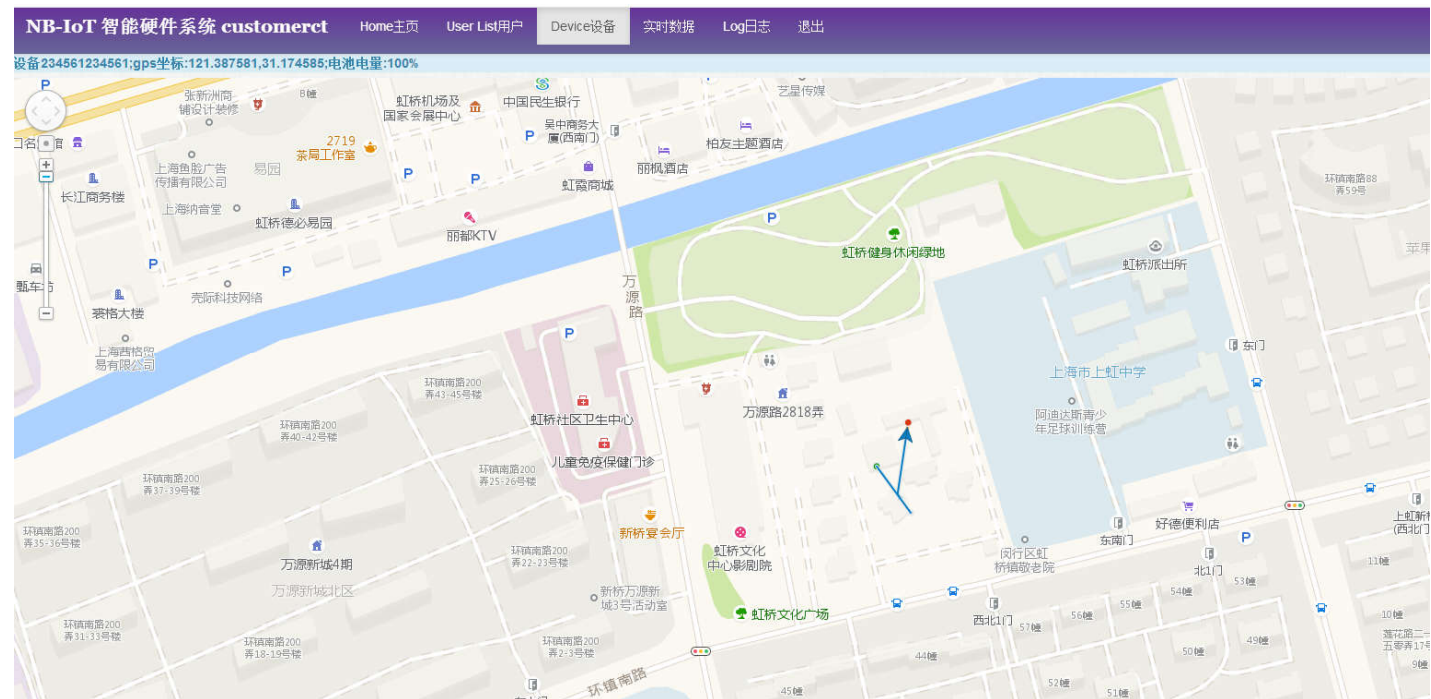 NB-IoT 智能硬件系统 customerct Home主页 User List用户 Device设备 实时数据 Log日志 退出
设备234561234561;gps坐标:121.387581,31.174585;电池电量:100%
P
张新洲商
铺设计装修
8幢
虹桥机场及
国家会展中心
中国民生银行
艺星传媒
吴中商务大
厦(西南门)
P
2719
茶局工作室
柏友主题酒店
上海鱼脸广告
传播有限公司
易园
P
P
虹霞商城
丽枫酒店
长江商务楼
环镇南路88
弄59号
上海纳音堂
虹桥德必易园
丽都KTV
P
虹桥健身休闲绿地
苹果
虹桥派出所
P
P
甄车坊
壳际科技网络
万
源
路
裘格大楼
P
上海茜格贸
易有限公司
东门
上海市上虹中学
环镇南路200
弄43-45号楼
万源路2818弄
阿迪达斯青少
年足球训练营
虹桥社区卫生中心
环镇南路200
弄40-42号楼
儿童免疫保健门诊
环镇南路200
弄25-26号楼
环镇南路200
弄37-39号楼
新桥宴会厅
好德便利店
上虹新村
(西北门
环镇南路200
弄35-36号楼
东南门
P
虹桥文化
中心影剧院
闵行区虹
桥镇敬老院
万源新城4期
环镇南路200
弄22-23号楼
北1门
11幢
万源新城北区
新桥万源新
城3号活动室
53幢
54幢
55幢
虹桥文化广场
西北1门
56幢
57幢
10幢
环镇南路200
弄31-33号楼
环镇南路200
弄18-19号楼
环镇南路200
弄2-3号楼
49幢
莲花路二一
五零弄17号
50幢
44幢
9幢
环镇南路
52幢
45幢
51幢